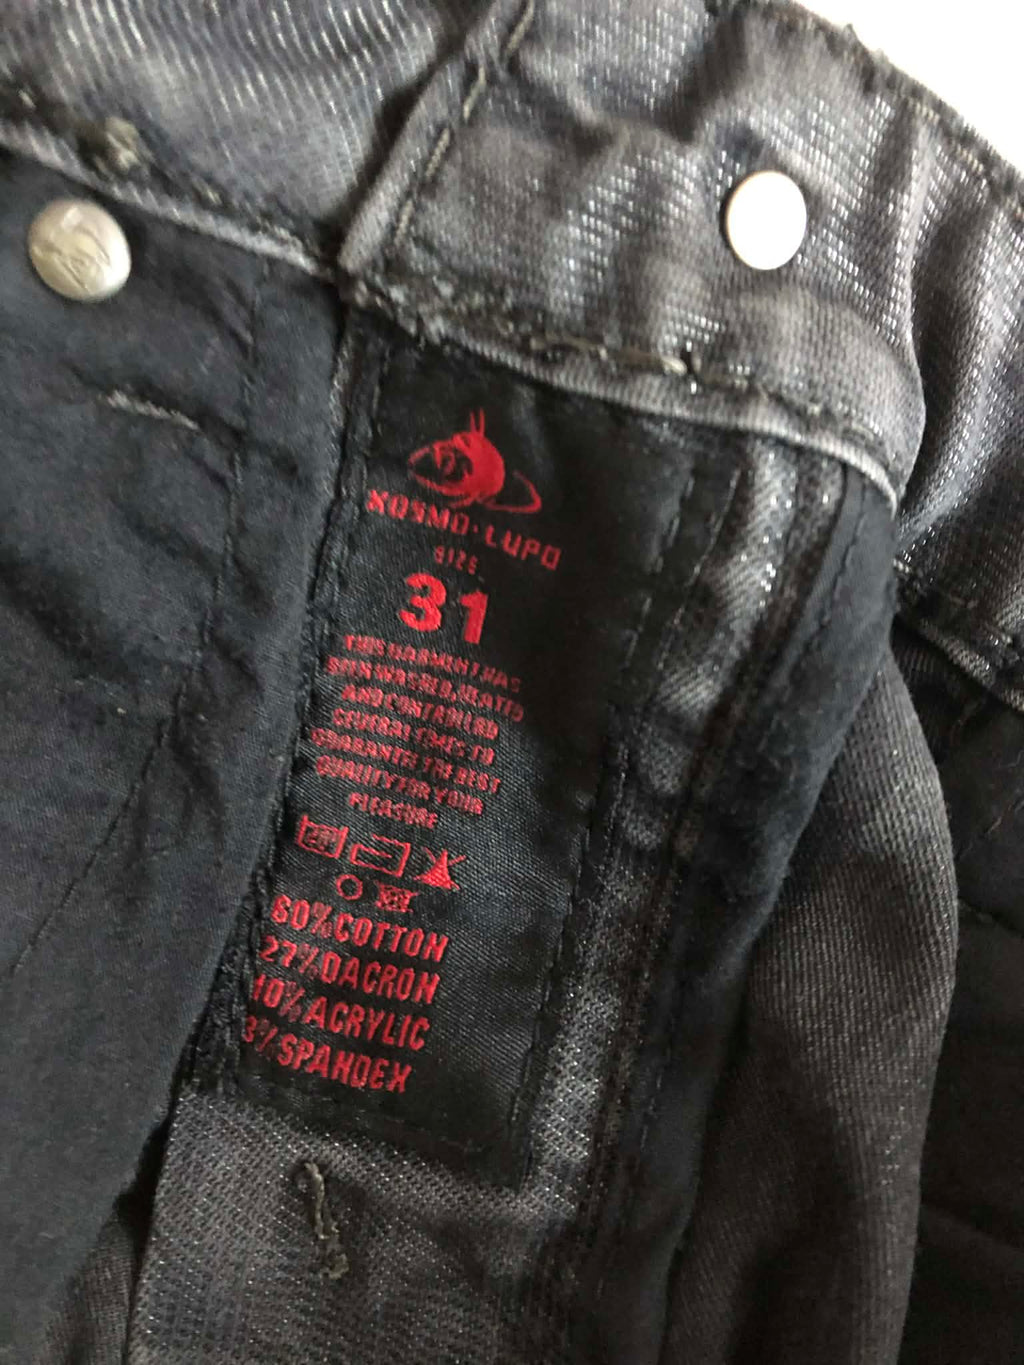 KOSMO·LUPO
SIZE
31
THIS GARMENT HAS
BEEN WASHED, HEATED
AND CONTROLLED
SEVERAL TIMES TO
GUARANTEE THE BEST
QUALITY FOR YOUR
PLEASURE
60%COTTON
27%DACRON
10%ACRYLIC
3%SPANDEX